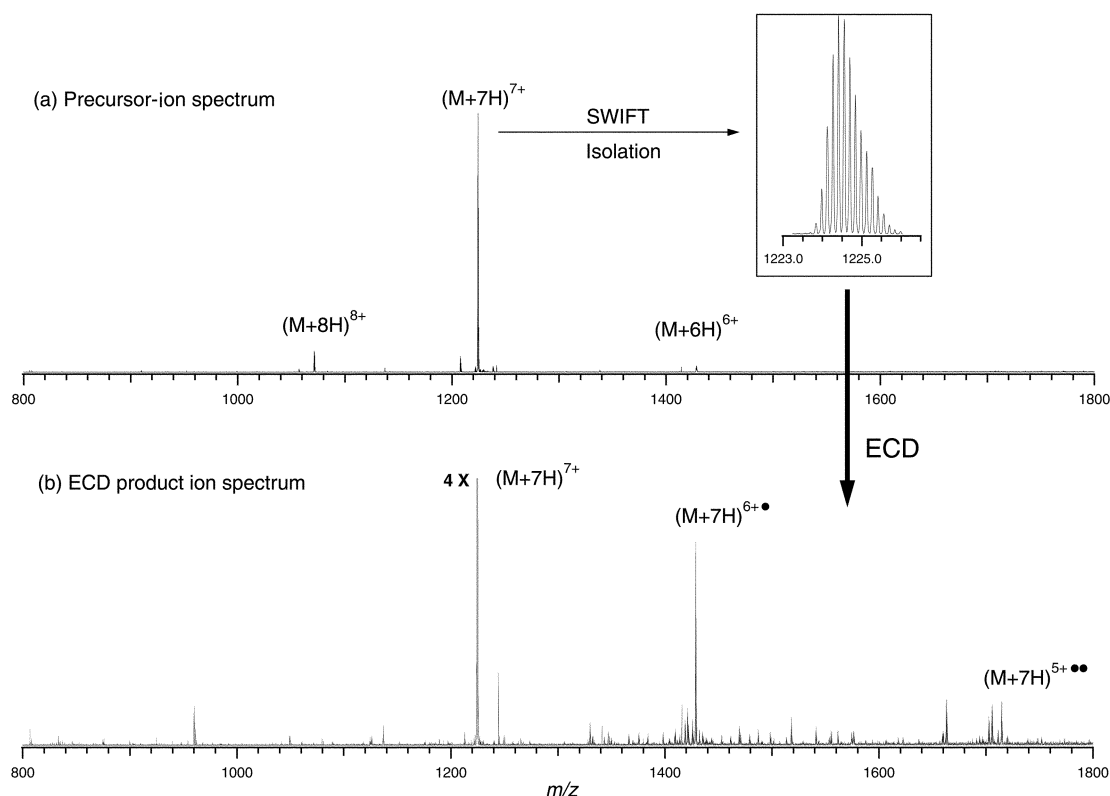 (a) Precursor-ion spectrum
(M+7H)7+
SWIFT
Isolation
1223.0 1225.0
(M+8H)8+
(M+6H)6+
800 1000 1200 1400 1600 1800
ECD
(b) ECD product ion spectrum
4 X (M+7H)7+
(M+7H)6+●
(M+7H)5+●●
800 1000 1200 1400 1600 1800
m/z